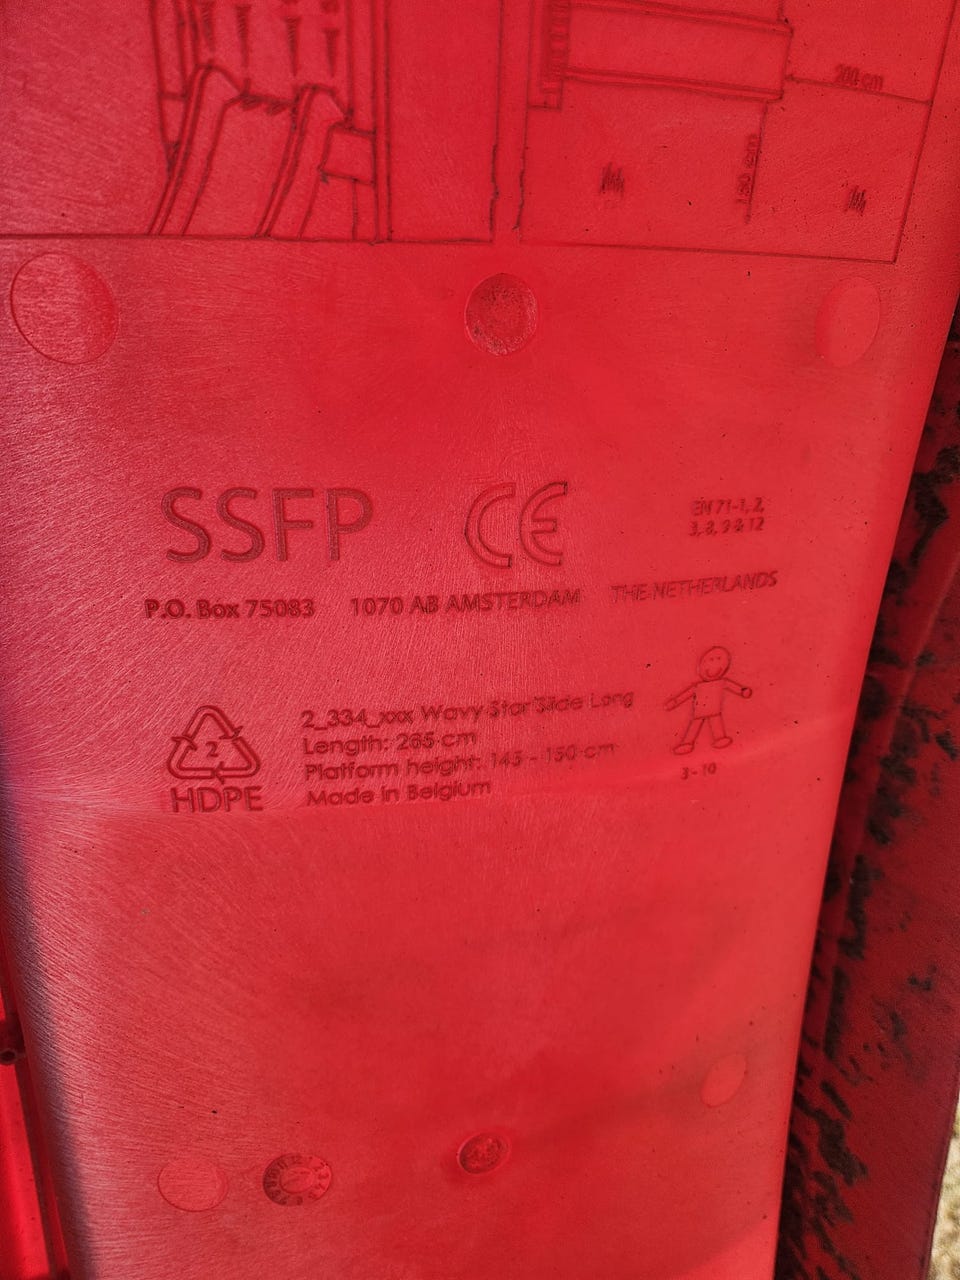 200 cm
SSFP
CE
EN 71-1, 2,
3, 8, 9 & 12
P.O. Box 75083 1070 AB AMSTERDAM THE NETHERLANDS
2
HDPE
2_334_xxx Wavy Star Slide Long
Length: 265 cm
Platform height: 145 - 150 cm
Made in Belgium
3 - 10